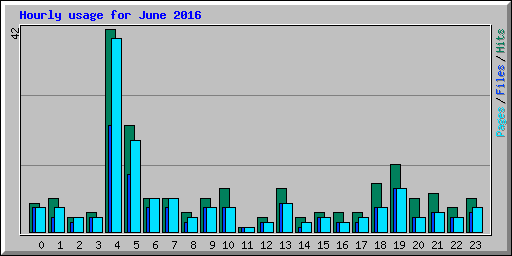 Hourly usage for June 2016
42
Pages/Files/Hits
0 1 2 3 4 5 6 7 8 9 10 11 12 13 14 15 16 17 18 19 20 21 22 23